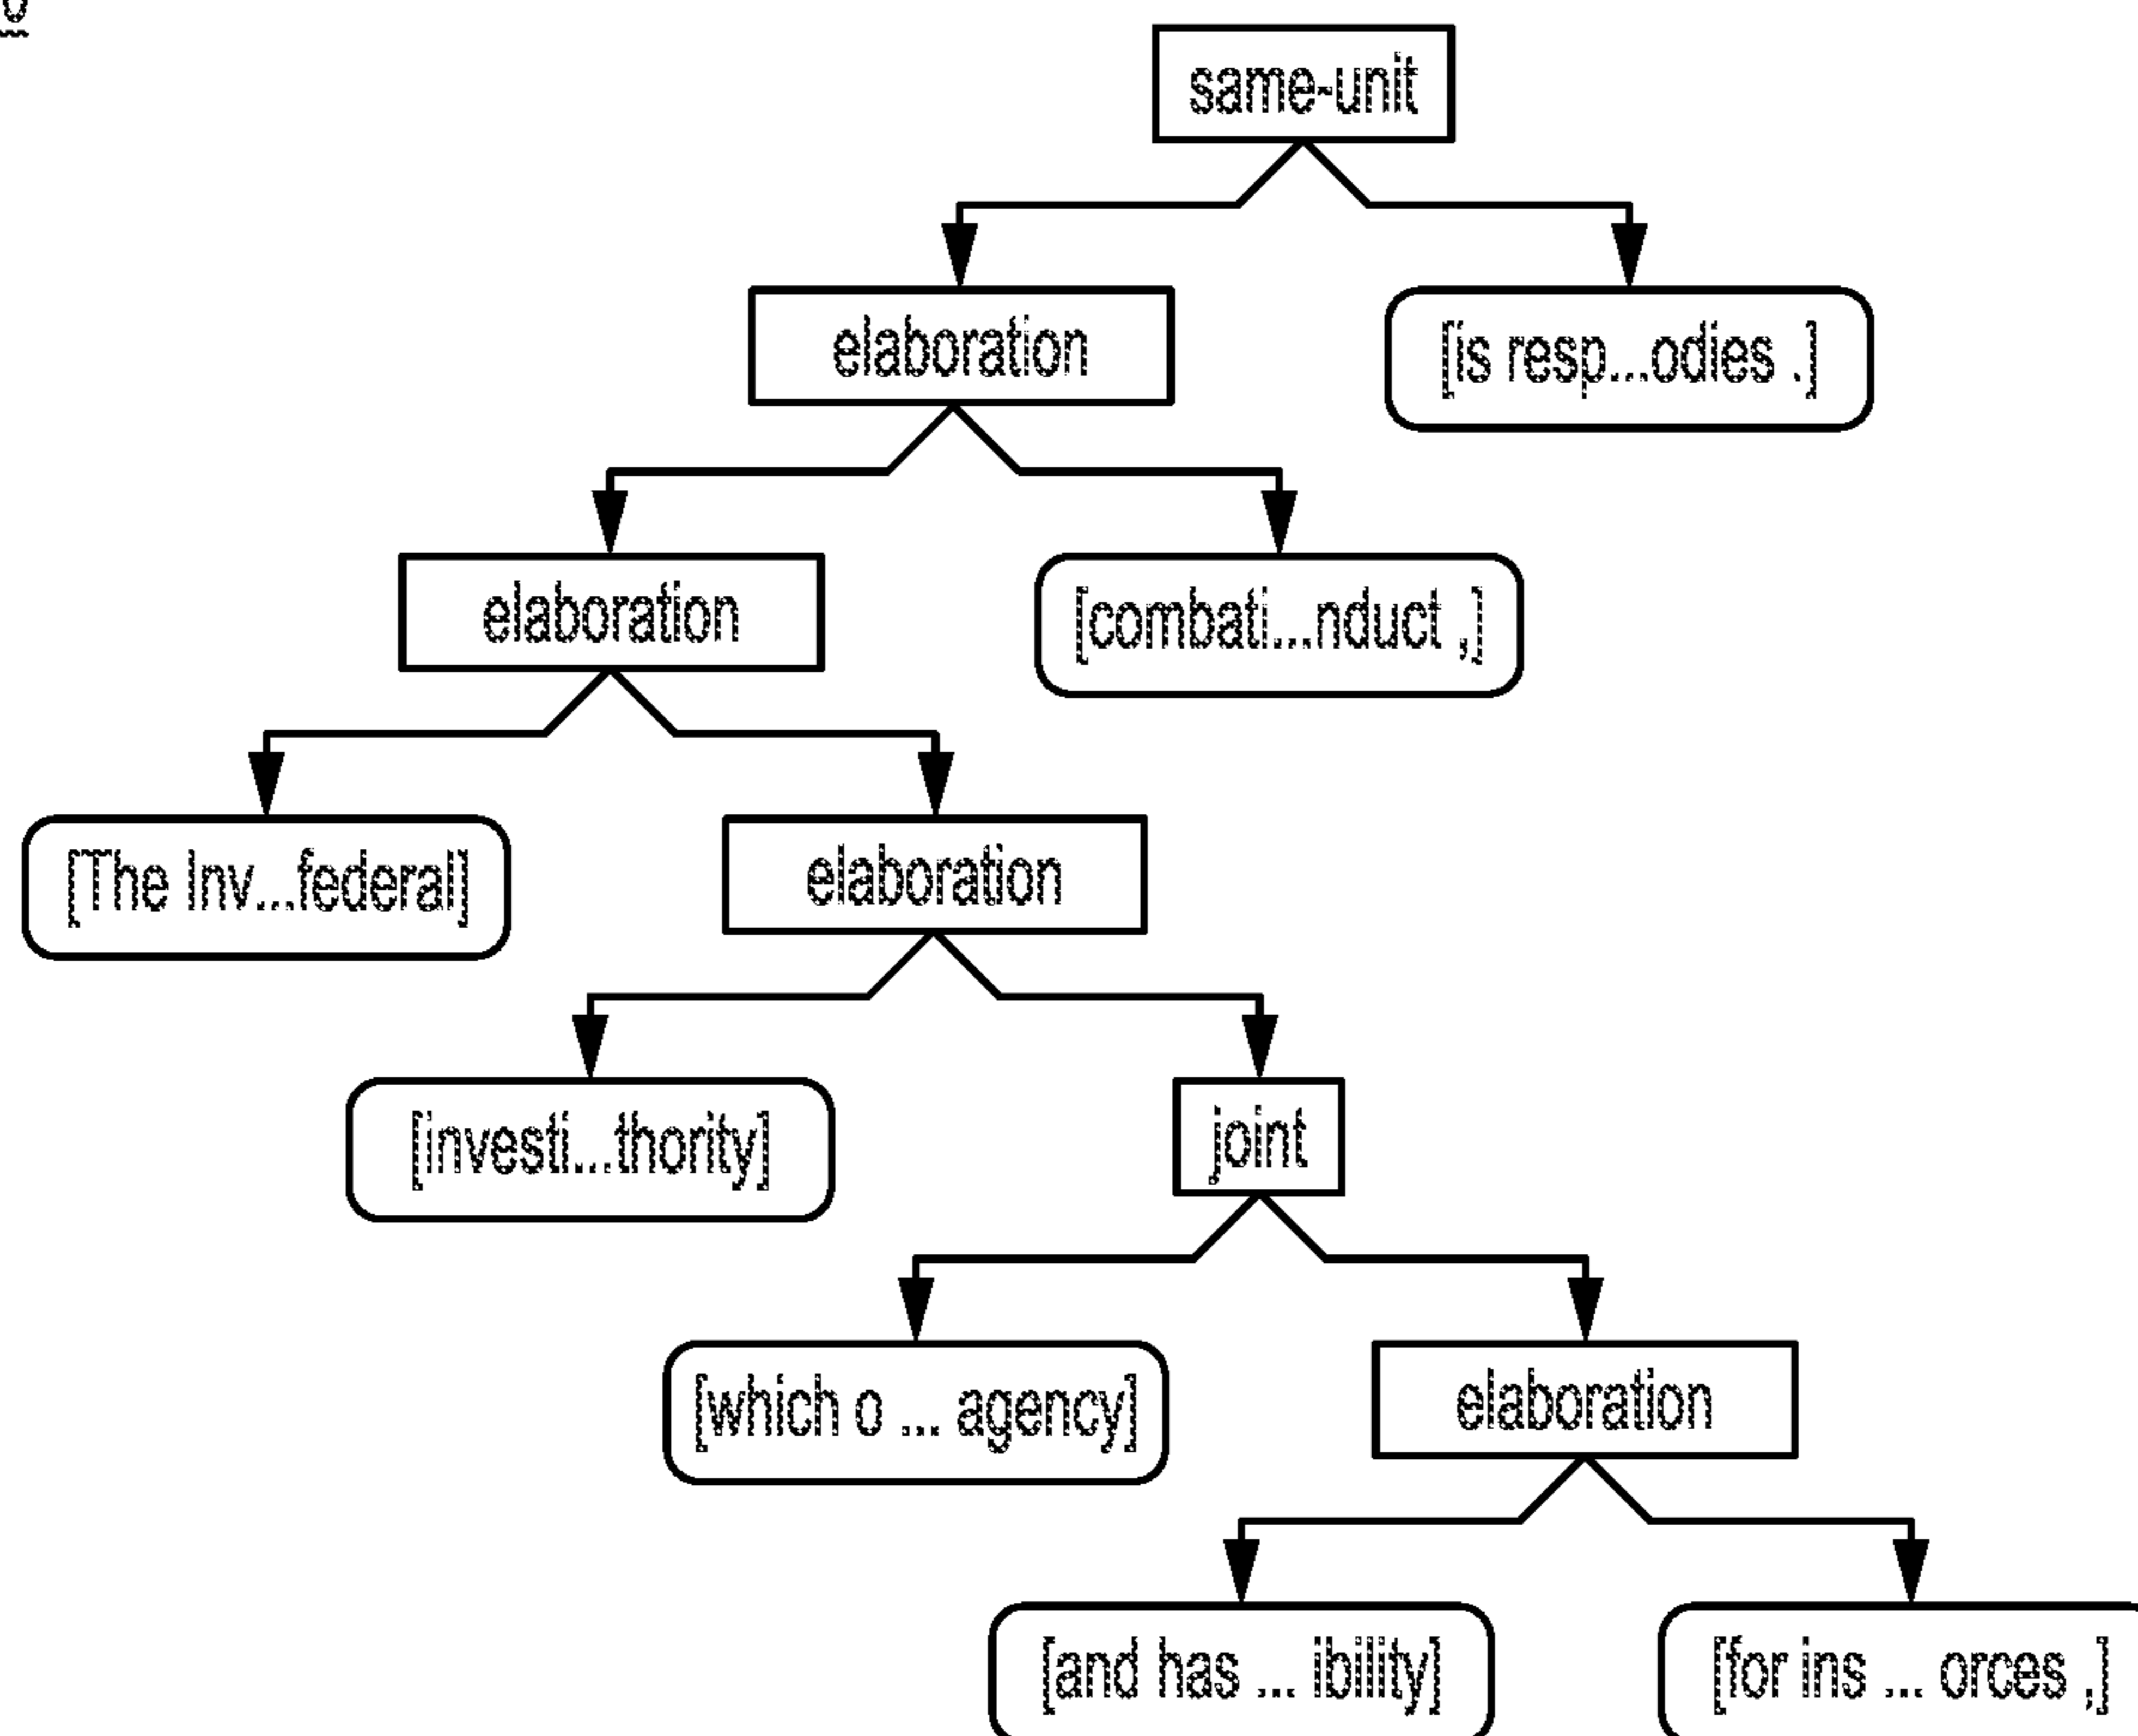 same-unit
elaboration
[is resp...odies .]
elaboration
[combati...nduct ,]
[The Inv...federal]
elaboration
[investi...thority]
joint
[which o ... agency]
elaboration
[and has ... ibility]
[for ins ... orces ,]